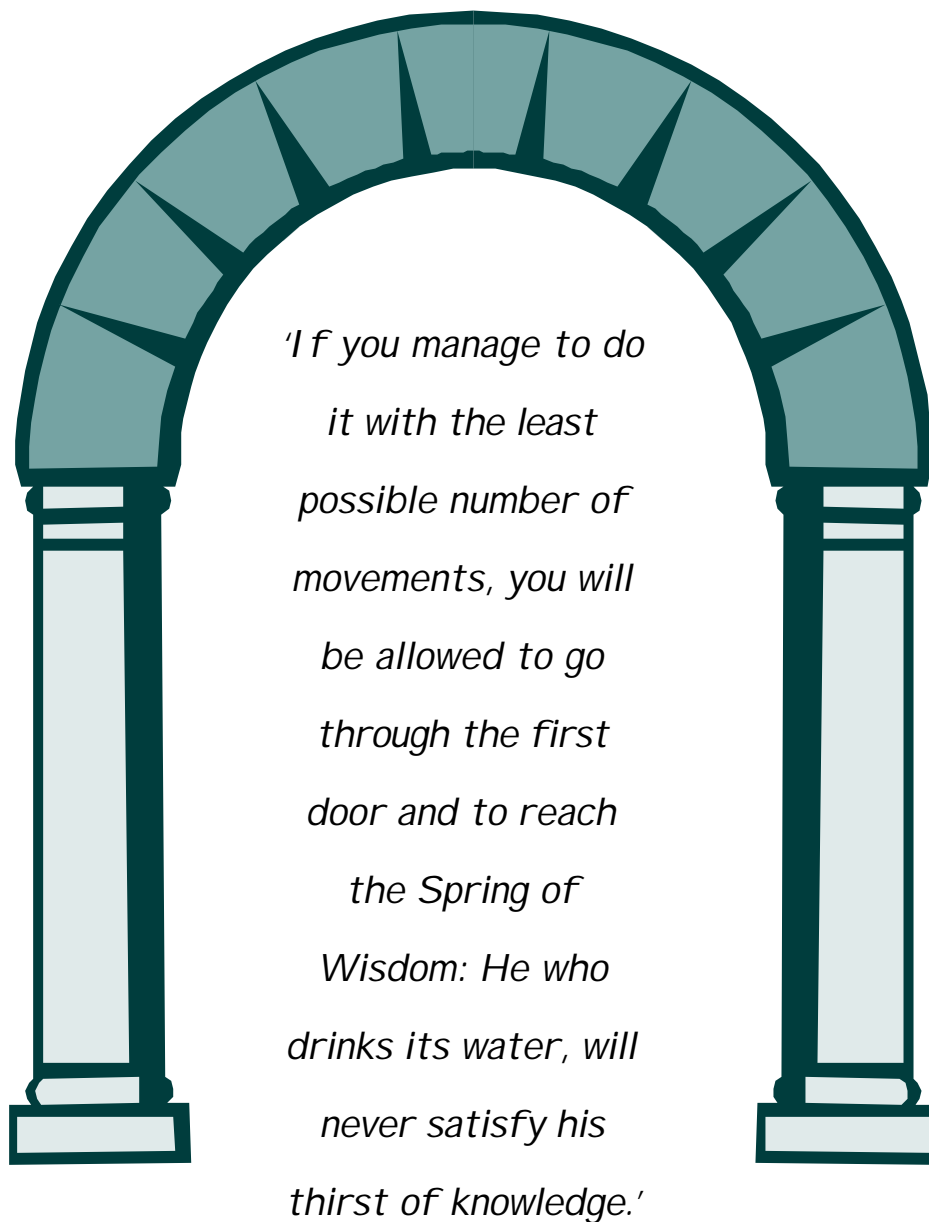 'If you manage to do
it with the least
possible number of
movements, you will
be allowed to go
through the first
door and to reach
the Spring of
Wisdom: He who
drinks its water, will
never satisfy his
thirst of knowledge.'